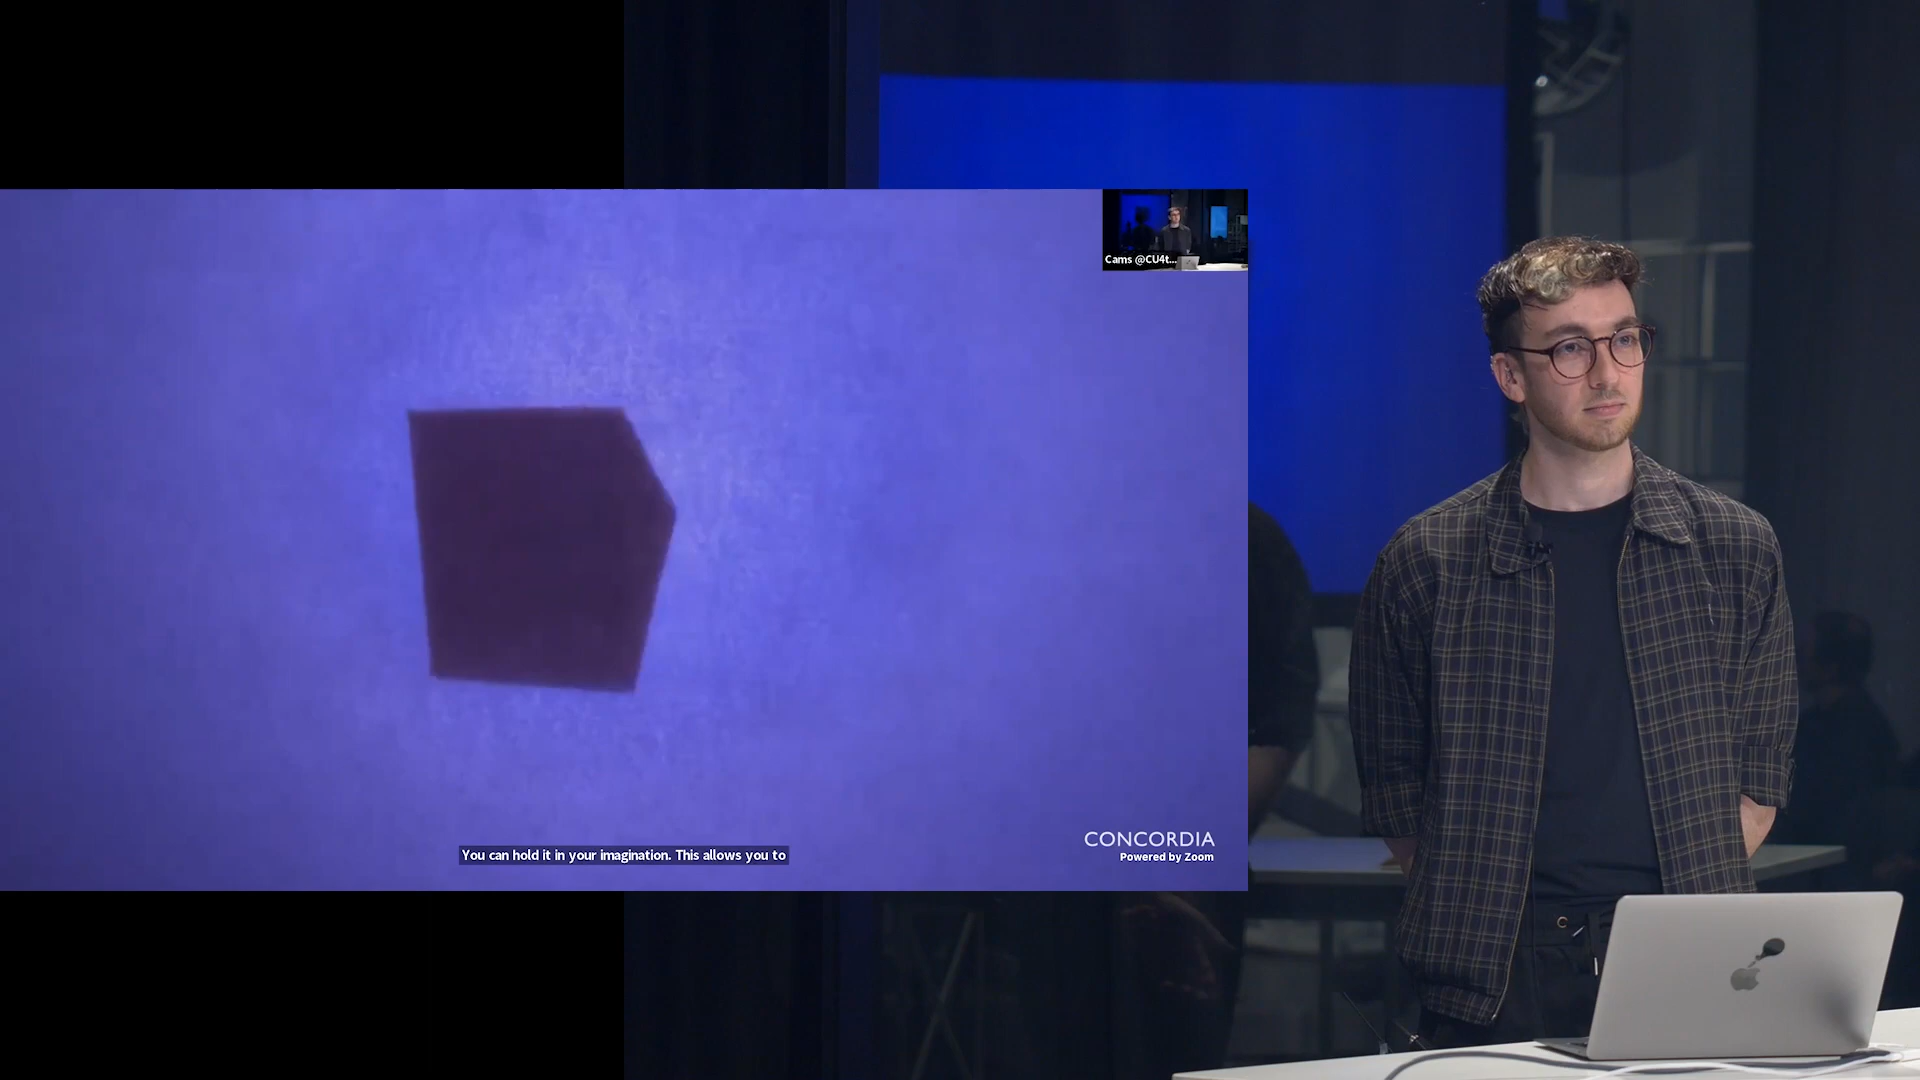 Cams @CU4t...
You can hold it in your imagination. This allows you to
CONCORDIA
Powered by Zoom